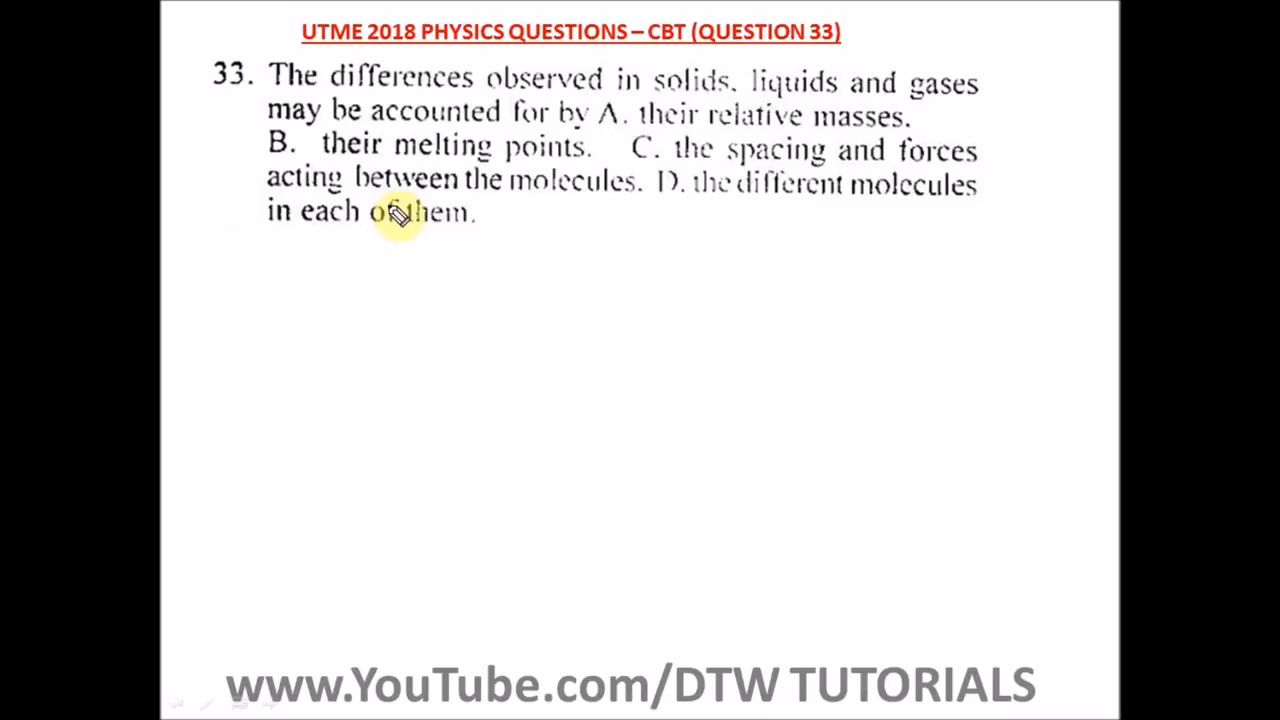 UTME 2018 PHYSICS QUESTIONS – CBT (QUESTION 33)
33. The differences observed in solids, liquids and gases
may be accounted for by A. their relative masses.
B. their melting points. C. the spacing and forces
acting between the molecules. D. the different molecules
in each of them.
www.YouTube.com/DTW TUTORIALS